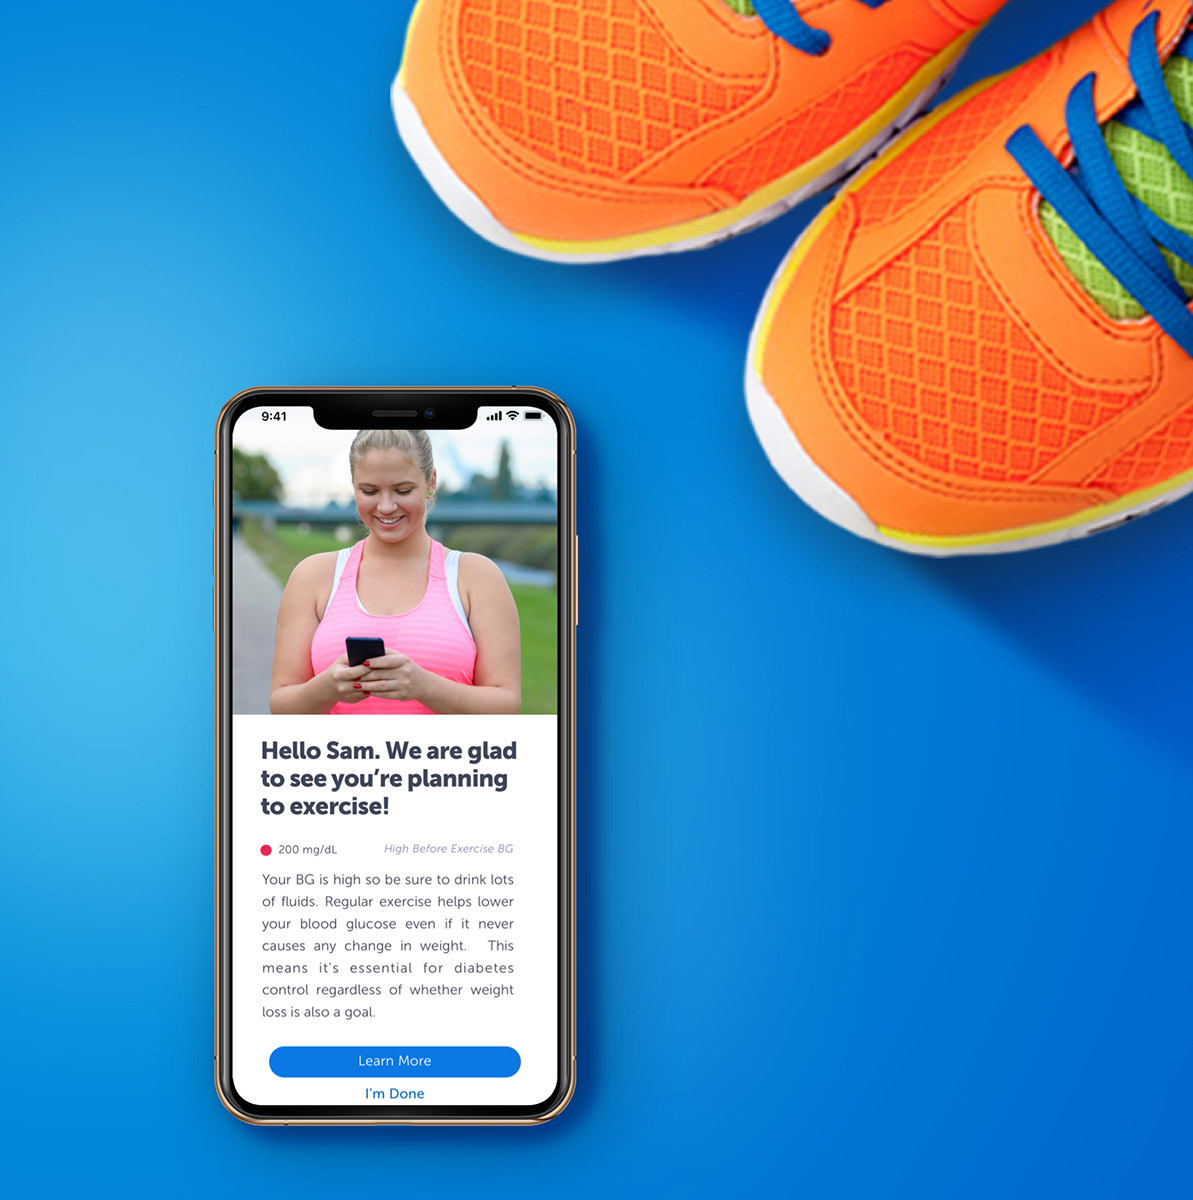 9:41
Hello Sam. We are glad
to see you’re planning
to exercise!
200 mg/dL High Before Exercise BG
Your BG is high so be sure to drink lots
of fluids. Regular exercise helps lower
your blood glucose even if it never
causes any change in weight. This
means it's essential for diabetes
control regardless of whether weight
loss is also a goal.
Learn More
I’m Done